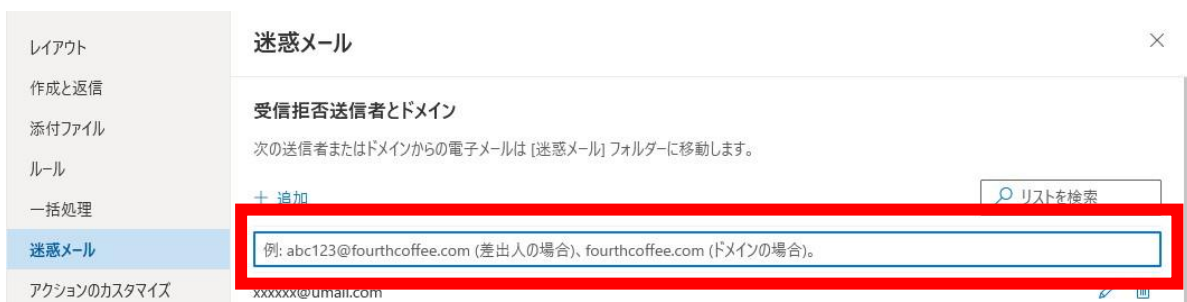 レイアウト
作成と返信
添付ファイル
ルール
一括処理
迷惑メール
アクションのカスタマイズ
迷惑メール
受信拒否送信者とドメイン
次の送信者またはドメインからの電子メールは [迷惑メール] フォルダーに移動します。
＋ 追加
リストを検索
例: abc123@fourthcoffee.com (差出人の場合)、fourthcoffee.com (ドメインの場合)。
xxxxxx@umail.com